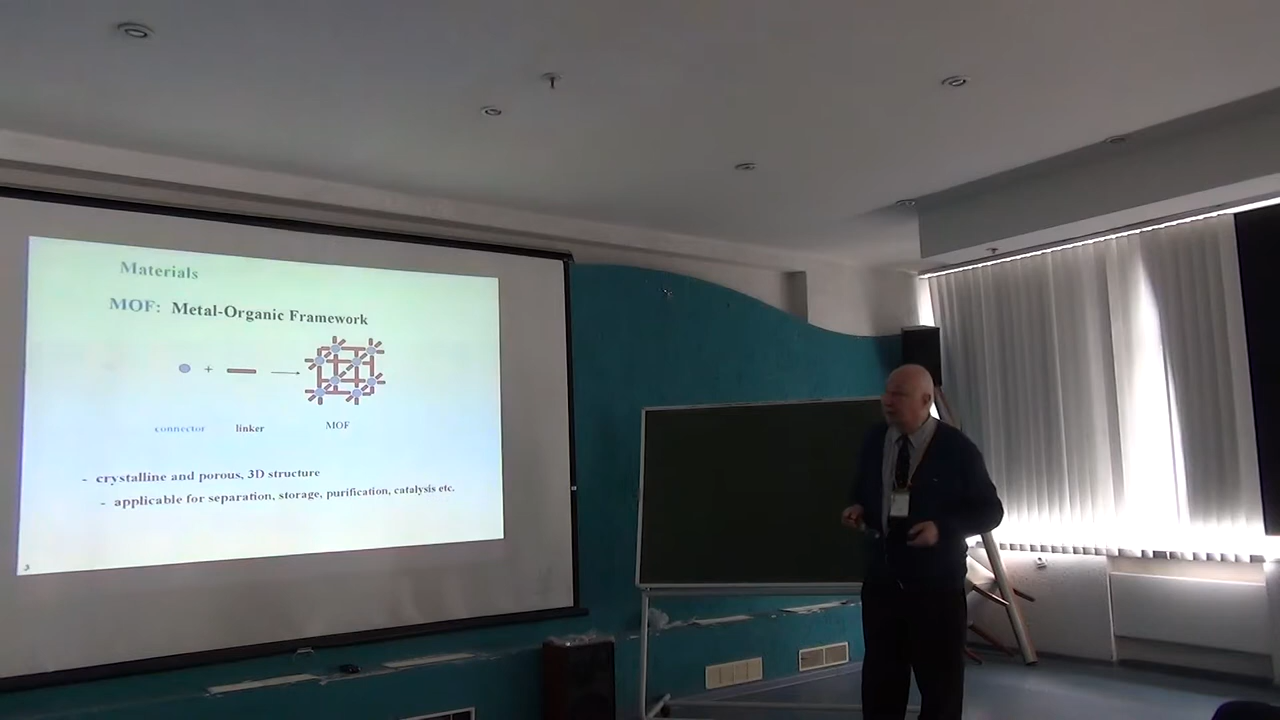 Materials
MOF: Metal-Organic Framework
+
connector linker MOF
- crystalline and porous, 3D structure
- applicable for separation, storage, purification, catalysis etc.
3